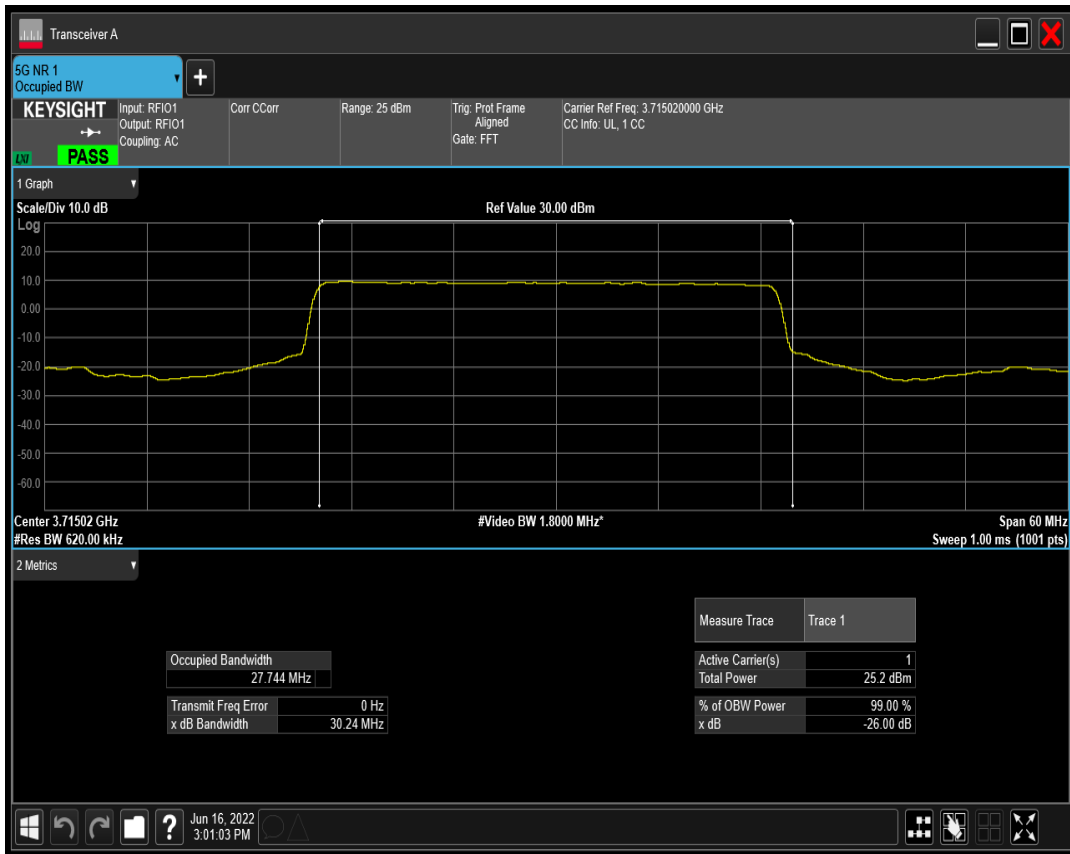 Transceiver A
5G NR 1
Occupied BW
+
KEYSIGHT
Input: RFIO1
Output: RFIO1
Coupling: AC
Corr CCorr
Range: 25 dBm
Trig: Prot Frame
Aligned
Gate: FFT
Carrier Ref Freq: 3.715020000 GHz
CC Info: UL, 1 CC
LXI
PASS
1 Graph
Scale/Div 10.0 dB
Ref Value 30.00 dBm
Log
20.0
10.0
0.00
-10.0
-20.0
-30.0
-40.0
-50.0
-60.0
Center 3.71502 GHz
#Video BW 1.8000 MHz*
Span 60 MHz
#Res BW 620.00 kHz
Sweep 1.00 ms (1001 pts)
2 Metrics
Measure Trace Trace 1
Occupied Bandwidth
27.744 MHz
Active Carrier(s) 1
Total Power 25.2 dBm
Transmit Freq Error 0 Hz
x dB Bandwidth 30.24 MHz
% of OBW Power 99.00 %
x dB -26.00 dB
?
Jun 16, 2022
3:01:03 PM